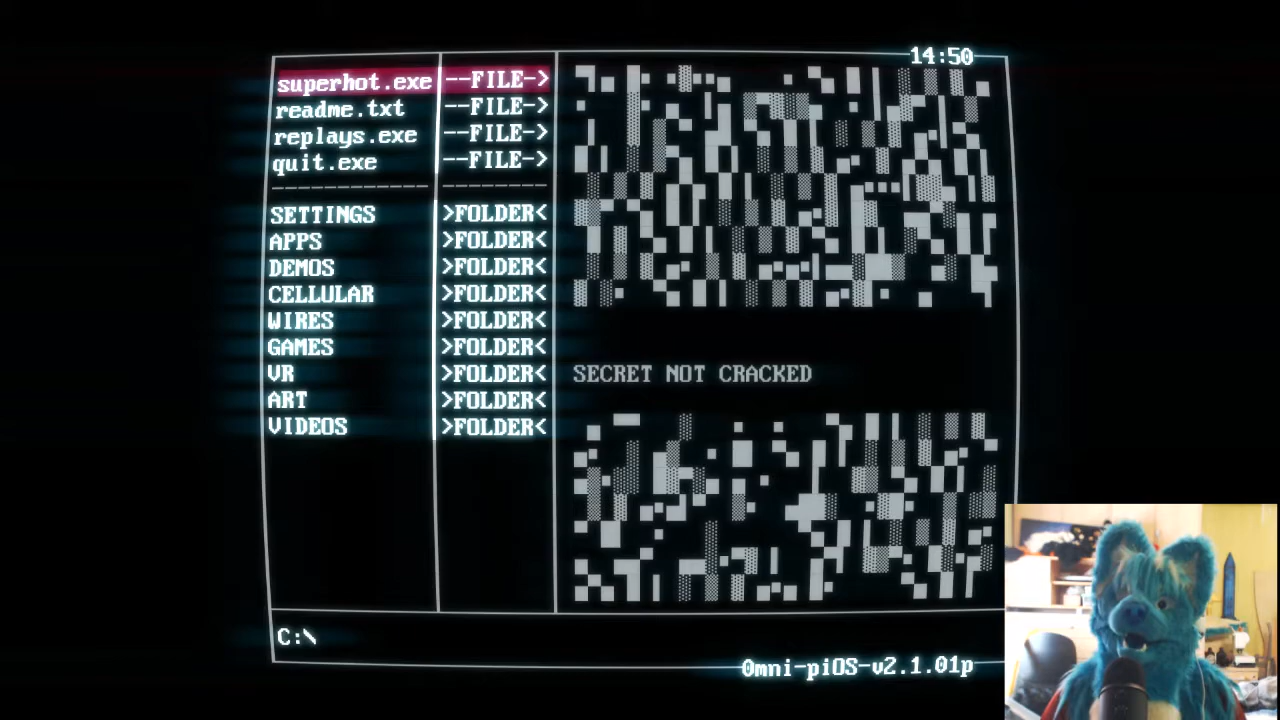 14:50
superhot.exe --FILE->
readme.txt --FILE->
replays.exe --FILE->
quit.exe --FILE->
SETTINGS >FOLDER<
APPS >FOLDER<
DEMOS >FOLDER<
CELLULAR >FOLDER<
WIRES >FOLDER<
GAMES >FOLDER<
VR >FOLDER<
ART >FOLDER<
VIDEOS >FOLDER<
SECRET NOT CRACKED
C:\
0mni-piOS-v2.1.01p